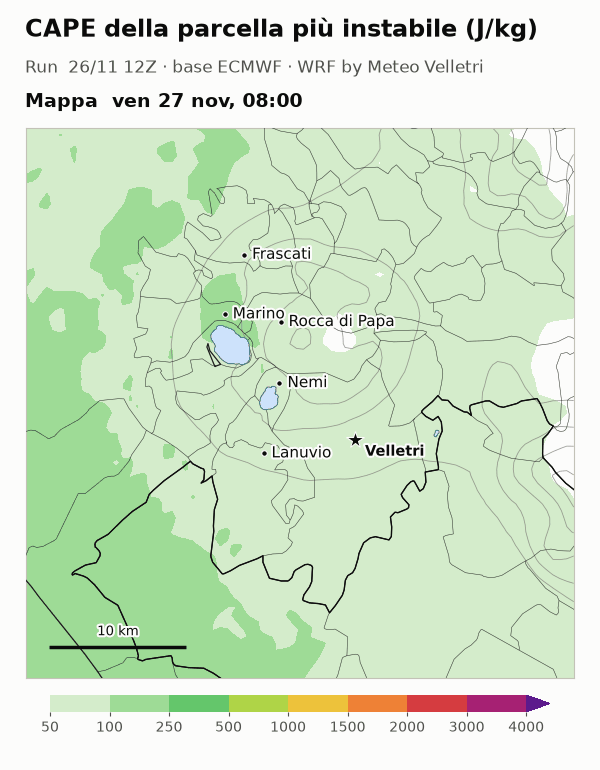 CAPE della parcella più instabile (J/kg)
Run  26/11 12Z · base ECMWF · WRF by Meteo Velletri
Mappa  ven 27 nov, 08:00
Frascati
Marino
Rocca di Papa
Nemi
Velletri
Lanuvio
10 km
50 100 250 500 1000 1500 2000 3000 4000